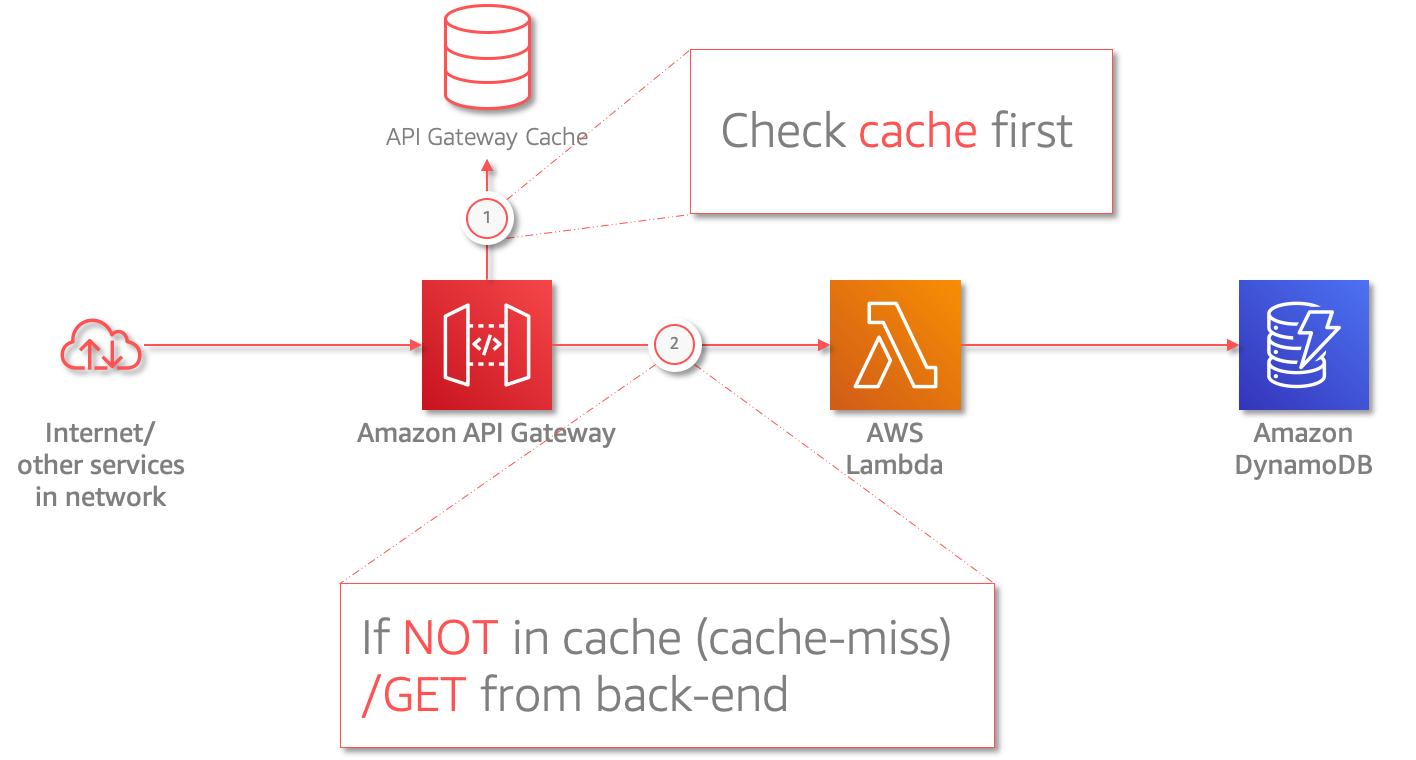 API Gateway Cache
Check cache first
1
2
</>
Internet/
other services
in network
Amazon API Gateway
AWS
Lambda
Amazon
DynamoDB
If NOT in cache (cache-miss)
/GET from back-end